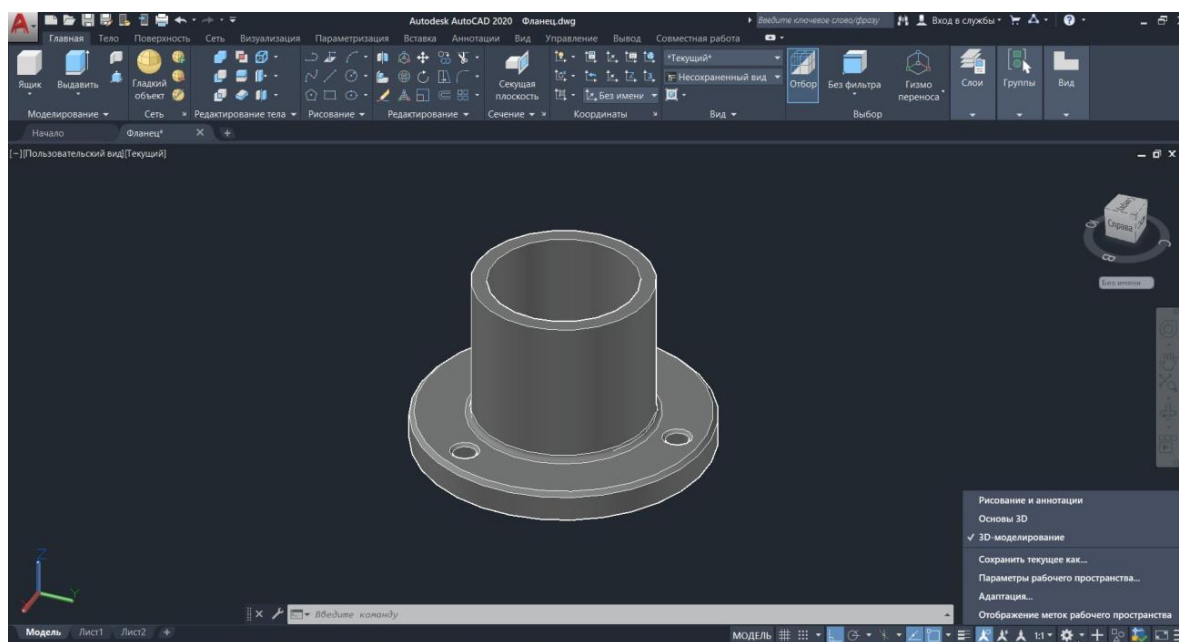 Autodesk AutoCAD 2020 Фланец.dwg
Введите ключевое слово/фразу
Вход в службы
Главная Тело Поверхность Сеть Визуализация Параметризация Вставка Аннотации Вид Управление Вывод Совместная работа
Ящик
Выдавить
Гладкий
объект
Секущая
плоскость
*Текущий*
Несохраненный вид
Без имени
Отбор
Без фильтра
Гизмо
переноса
Слои
Группы
Вид
Моделирование Сеть Редактирование тела Рисование Редактирование Сечение Координаты Вид Выбор
Начало Фланец* +
[−][Пользовательский вид][Текущий]
Справа
Ю
В
Без имени
Рисование и аннотации
Основы 3D
3D-моделирование
Сохранить текущее как...
Параметры рабочего пространства...
Адаптация...
Отображение меток рабочего пространства
Z
Y
Введите команду
Модель Лист1 Лист2 +
МОДЕЛЬ
1:1